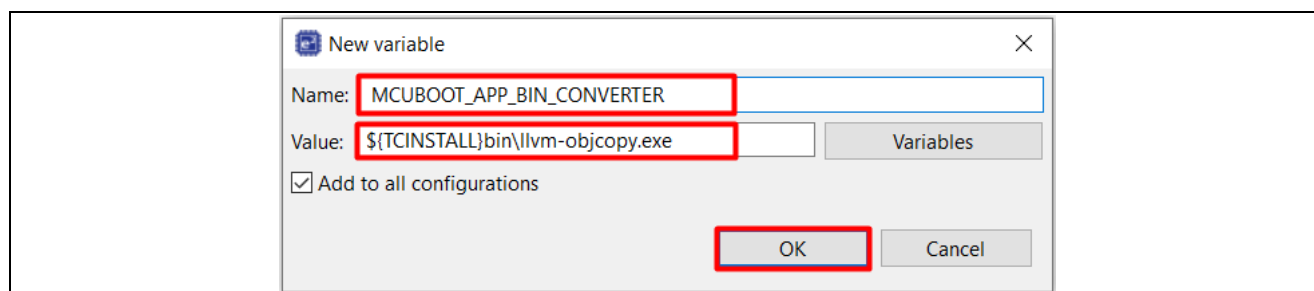 New variable
Name: MCUBOOT_APP_BIN_CONVERTER
Value: ${TCINSTALL}bin\llvm-objcopy.exe Variables
Add to all configurations
OK Cancel